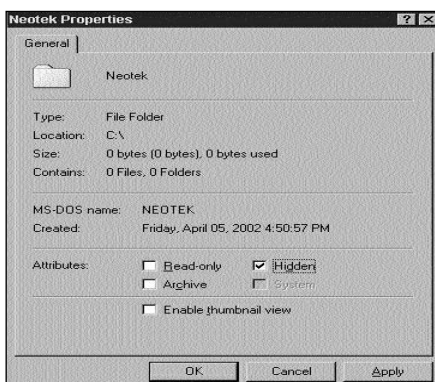 Neotek Properties
General
Neotek
Type: File Folder
Location: C:\
Size: 0 bytes (0 bytes), 0 bytes used
Contains: 0 Files, 0 Folders
MS-DOS name: NEOTEK
Created: Friday, April 05, 2002 4:50:57 PM
Attributes: Read-only Hidden
Archive System
Enable thumbnail view
OK Cancel Apply